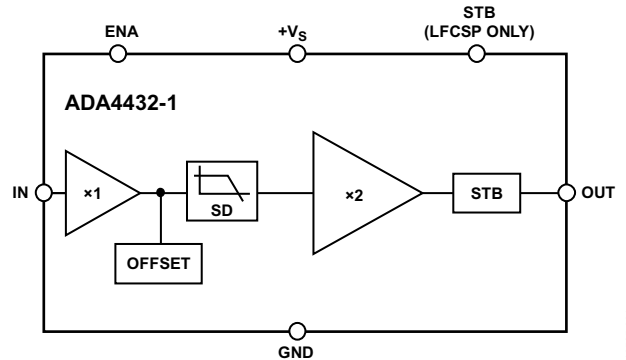 STB
ENA
+VS
(LFCSP ONLY)
ADA4432-1
IN
×1
SD
×2
STB
OUT
OFFSET
GND